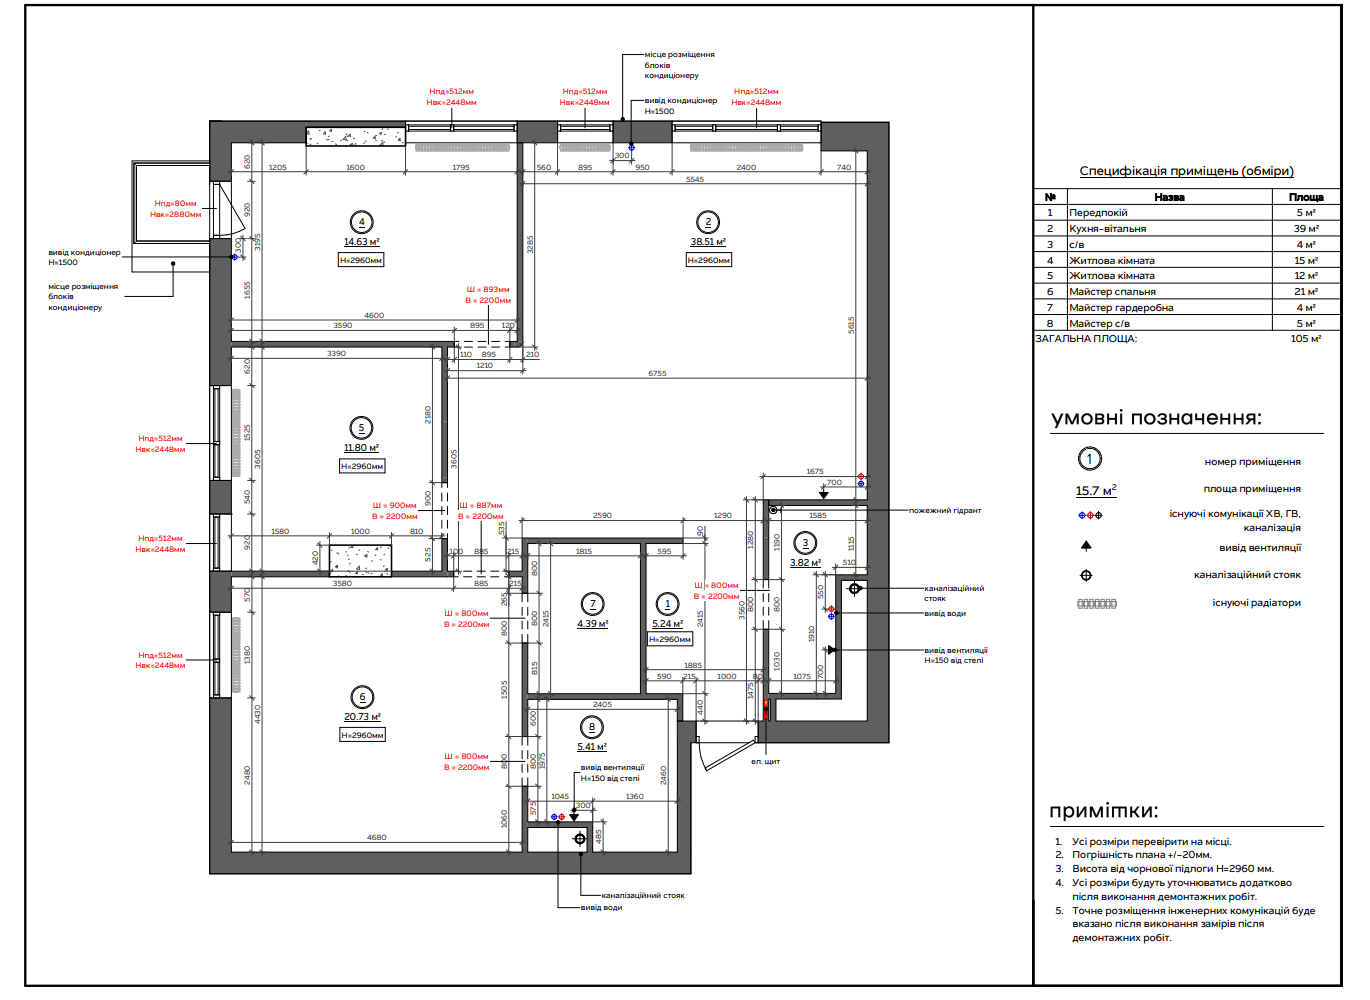 місце розміщення
блоків
кондиціонеру
вивід кондиціонер
H=1500
Hпд=512мм
Hвк=2448мм
Hпд=512мм
Hвк=2448мм
Hпд=512мм
Hвк=2448мм
300
1205 1600 1795 560 895 950 2400 740
5545
620
920
300
3195
1655
Hпд=80мм
Hвк=2880мм
вивід кондиціонер
H=1500
місце розміщення
блоків
кондиціонеру
4
14.63 м²
H=2960мм
2
38.51 м²
H=2960мм
3285
5615
Ш = 893мм
В = 2200мм
4600
3590 895 120
3390
110 895 210
1210
6755
620
1525
540
920
3605
2180
900
525
3605
5
11.80 м²
H=2960мм
Hпд=512мм
Hвк=2448мм
Hпд=512мм
Hвк=2448мм
Ш = 900мм
В = 2200мм
Ш = 887мм
В = 2200мм
1580 1000 810
420
535
100 885 215
3580 885 215
1675
700
2590 1290 1585
пожежний гідрант
90
1815 595
1280
1190
1115
510
3
3.82 м²
570
1380
4430
2480
Hпд=512мм
Hвк=2448мм
800
265
800
2415
815
1505
7
4.39 м²
1
5.24 м²
H=2960мм
Ш = 800мм
В = 2200мм
Ш = 800мм
В = 2200мм
2415
3560
800
800
550
1910
1030
700
1075
1475
каналізаційний
стояк
вивід води
вивід вентиляції
H=150 від стелі
1885
590 215 1000 80
440
6
20.73 м²
H=2960мм
2405
600
8
5.41 м²
Ш = 800мм
В = 2200мм
800
800
1975
2460
вивід вентиляції
H=150 від стелі
ел. щит
1045 1360
300
575
1060
485
4680
каналізаційний стояк
вивід води
Специфікація приміщень (обміри)
№ Назва Площа
1 Передпокій 5 м²
2 Кухня-вітальня 39 м²
3 с/в 4 м²
4 Житлова кімната 15 м²
5 Житлова кімната 12 м²
6 Майстер спальня 21 м²
7 Майстер гардеробна 4 м²
8 Майстер с/в 5 м²
ЗАГАЛЬНА ПЛОЩА: 105 м²
умовні позначення:
1 номер приміщення
15.7 м² площа приміщення
існуючі комунікації ХВ, ГВ,
каналізація
вивід вентиляції
каналізаційний стояк
існуючі радіатори
примітки:
1. Усі розміри перевірити на місці.
2. Погрішність плана +/-20мм.
3. Висота від чорнової підлоги H=2960 мм.
4. Усі розміри будуть уточнюватись додатково
після виконання демонтажних робіт.
5. Точне розміщення інженерних комунікацій буде
вказано після виконання замірів після
демонтажних робіт.